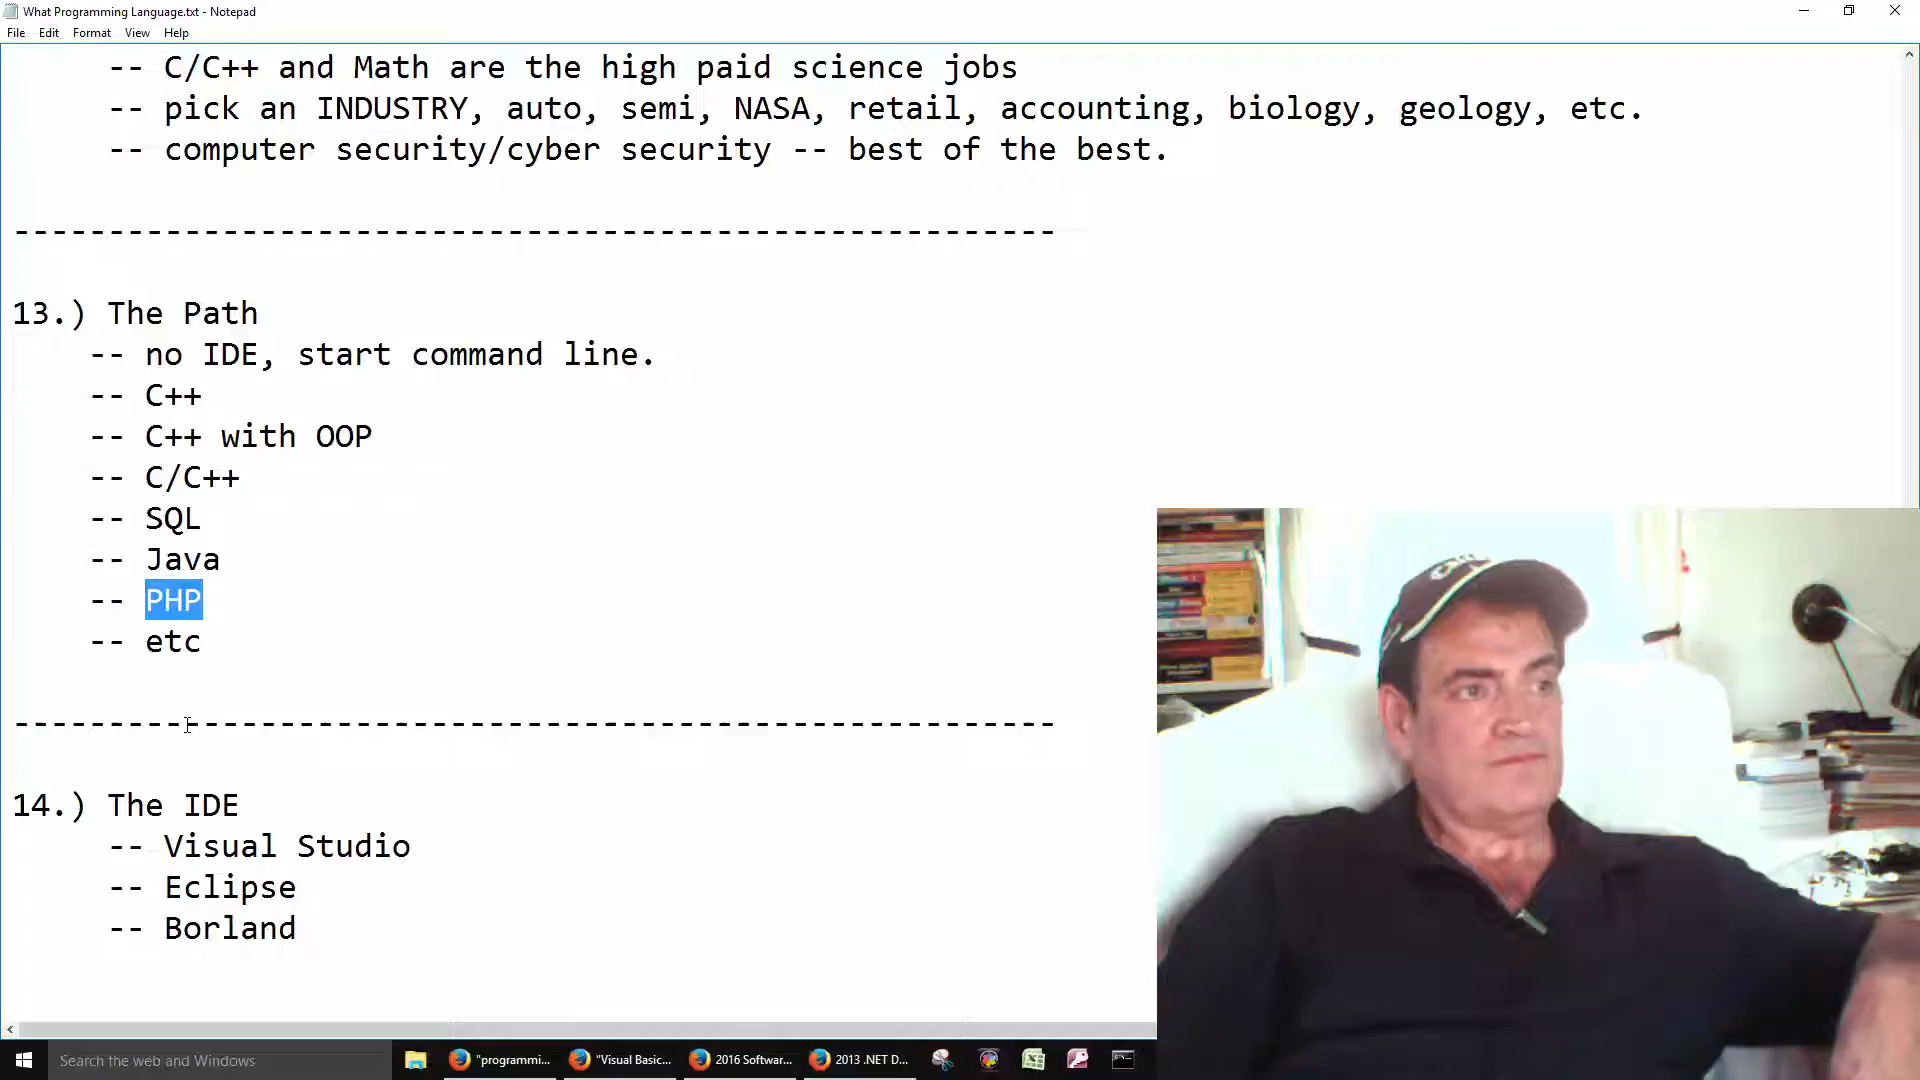 What Programming Language.txt - Notepad
File Edit Format View Help
-- C/C++ and Math are the high paid science jobs
-- pick an INDUSTRY, auto, semi, NASA, retail, accounting, biology, geology, etc.
-- computer security/cyber security -- best of the best.
-------------------------------------------------------
13.) The Path
-- no IDE, start command line.
-- C++
-- C++ with OOP
-- C/C++
-- SQL
-- Java
-- PHP
-- etc
-------------------------------------------------------
14.) The IDE
-- Visual Studio
-- Eclipse
-- Borland
Search the web and Windows
"programmi...
"Visual Basic...
2016 Softwar...
2013 .NET D...